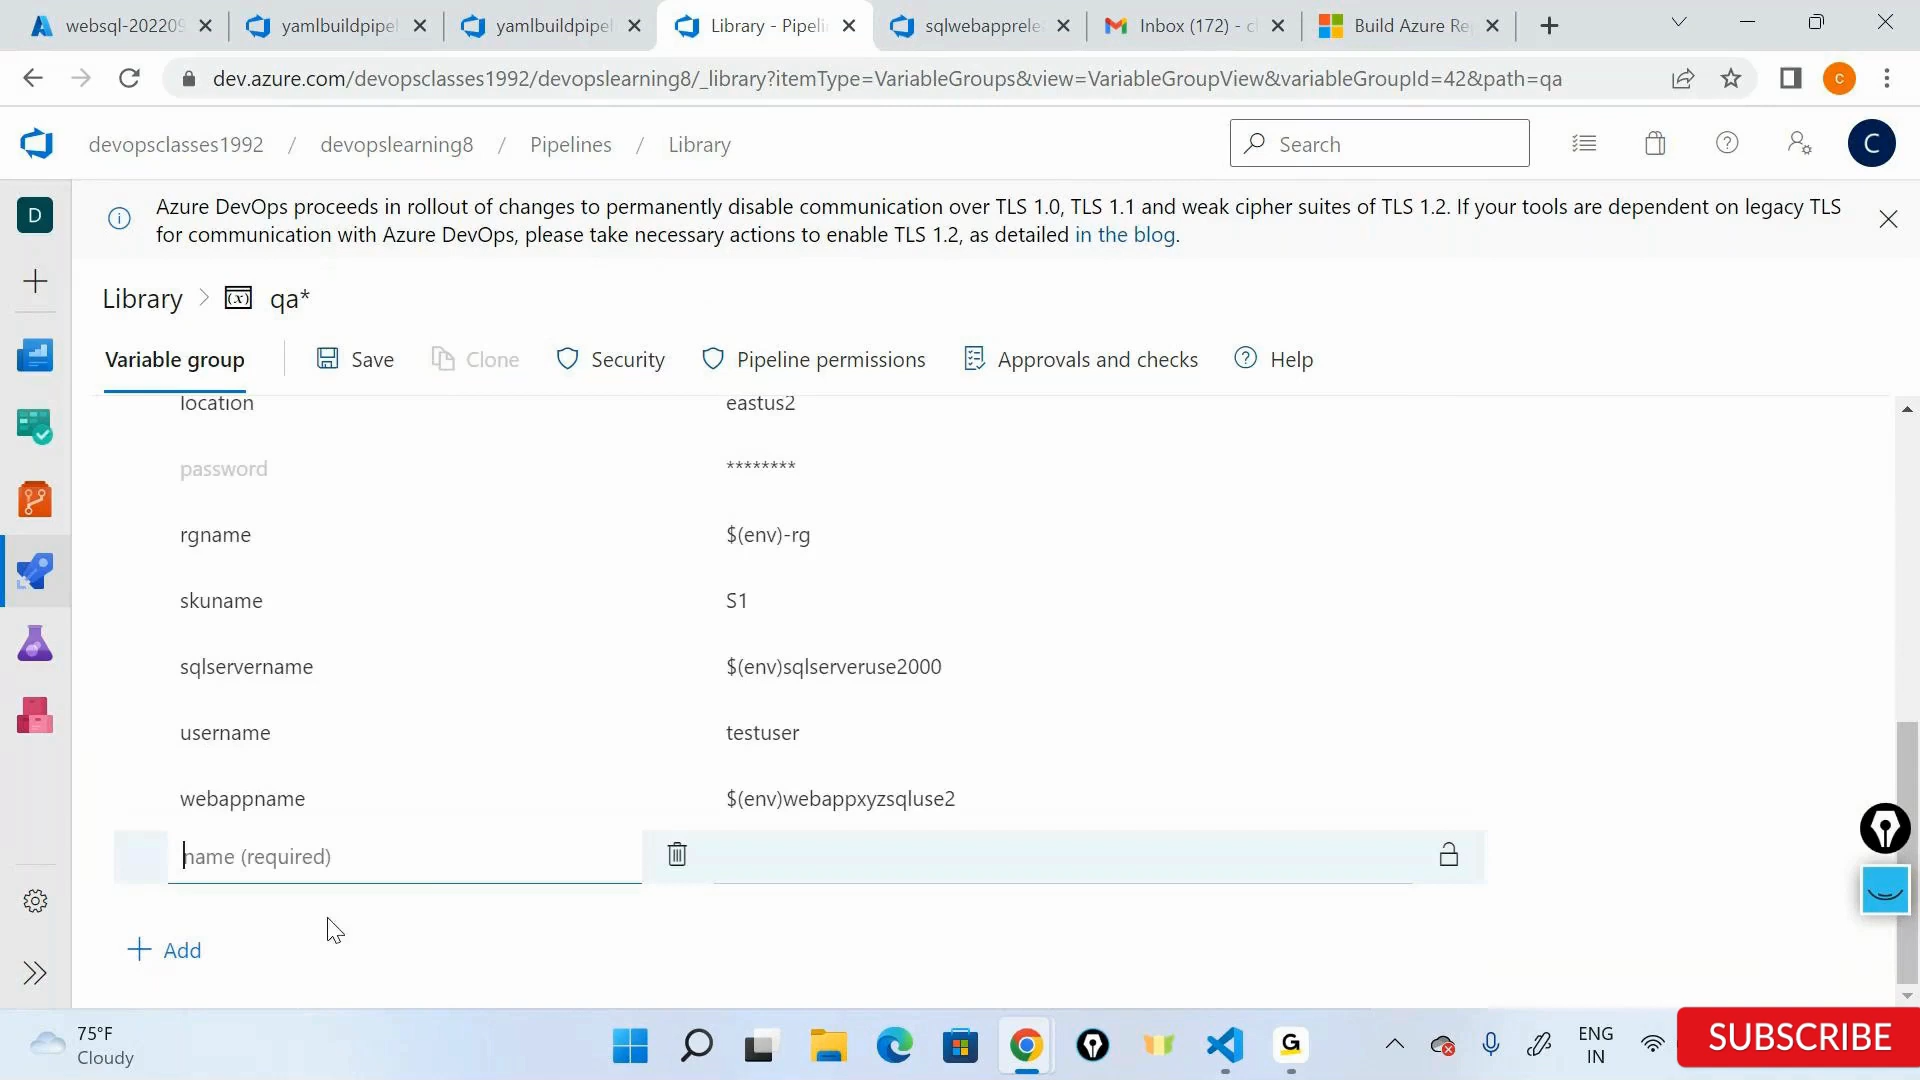 websql-202209
yamlbuildpipel
yamlbuildpipel
Library - Pipeli
sqlwebapprele
Inbox (172) - c
Build Azure Re
dev.azure.com/devopsclasses1992/devopslearning8/_library?itemType=VariableGroups&view=VariableGroupView&variableGroupId=42&path=qa
c
devopsclasses1992 / devopslearning8 / Pipelines / Library
Search
C
D
Azure DevOps proceeds in rollout of changes to permanently disable communication over TLS 1.0, TLS 1.1 and weak cipher suites of TLS 1.2. If your tools are dependent on legacy TLS
for communication with Azure DevOps, please take necessary actions to enable TLS 1.2, as detailed in the blog.
Library > (x) qa*
Variable group
Save
Clone
Security
Pipeline permissions
Approvals and checks
Help
location eastus2
password ********
rgname $(env)-rg
skuname S1
sqlservername $(env)sqlserveruse2000
username testuser
webappname $(env)webappxyzsqluse2
name (required)
+ Add
75°F
Cloudy
G
ENG
IN
SUBSCRIBE